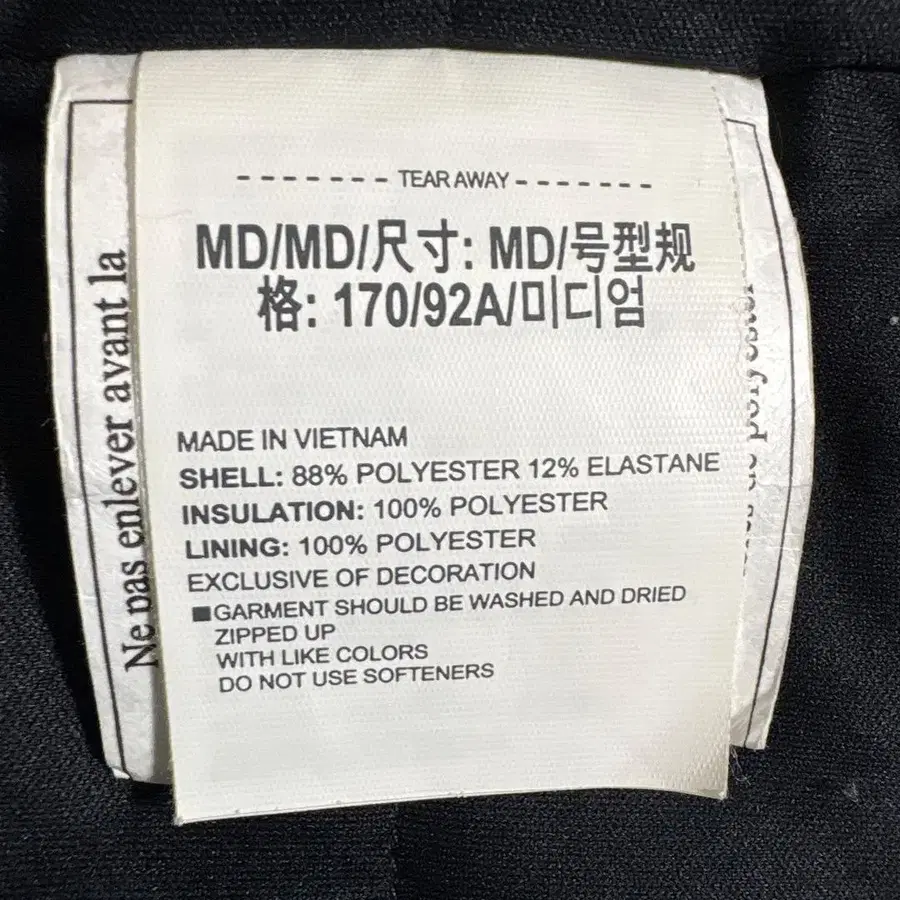 - - - - - - - TEAR AWAY - - - - - - -
MD/MD/尺寸: MD/号型规
格: 170/92A/미디엄
MADE IN VIETNAM
SHELL: 88% POLYESTER 12% ELASTANE
INSULATION: 100% POLYESTER
LINING: 100% POLYESTER
EXCLUSIVE OF DECORATION
■GARMENT SHOULD BE WASHED AND DRIED
ZIPPED UP
WITH LIKE COLORS
DO NOT USE SOFTENERS
Ne pas enlever avant la
de polyester